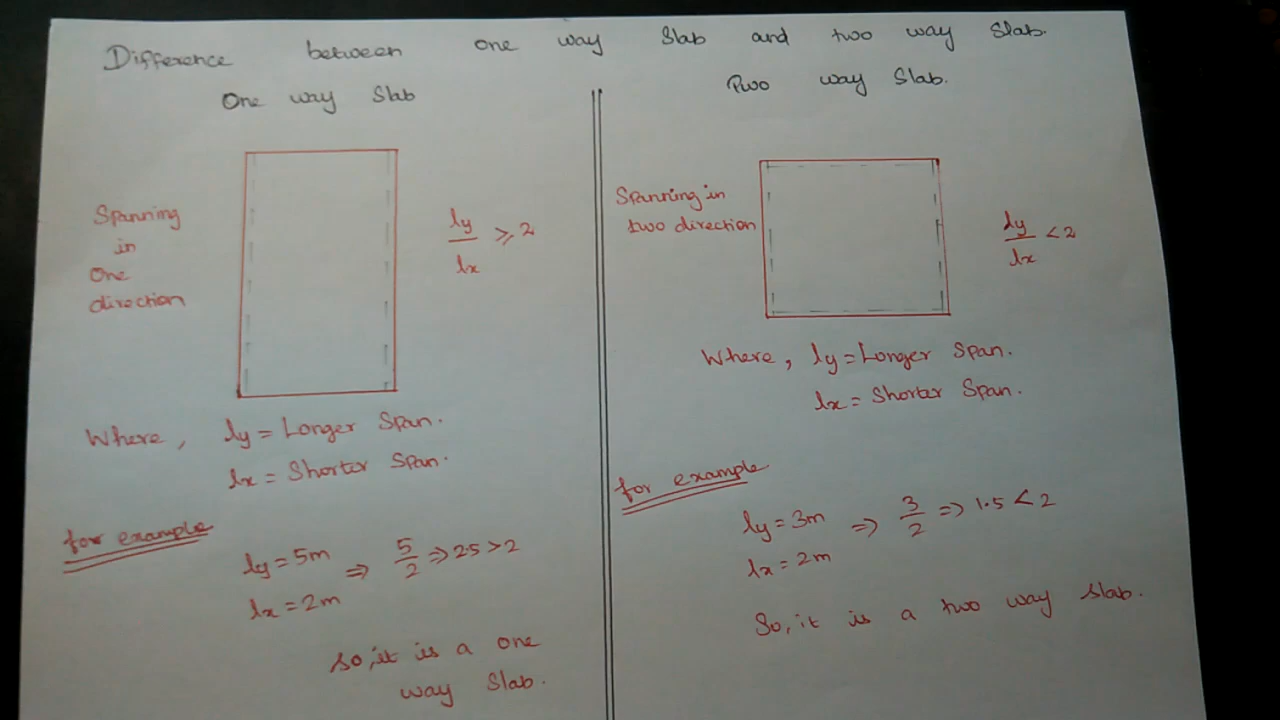 Difference between one way Slab and two way Slab.
One way Slab
Spanning
in
One
direction
ly/lx ≥ 2
Where, ly = Longer Span.
lx = Shorter Span.
for example
ly = 5m ⇒ 5/2 ⇒ 25 > 2
lx = 2m
So, it is a one
way Slab.
Two way Slab.
Spanning in
two direction
ly/lx < 2
Where, ly = Longer Span.
lx = Shorter Span.
for example
ly = 3m ⇒ 3/2 ⇒ 1.5 < 2
lx = 2m
So, it is a two way slab.